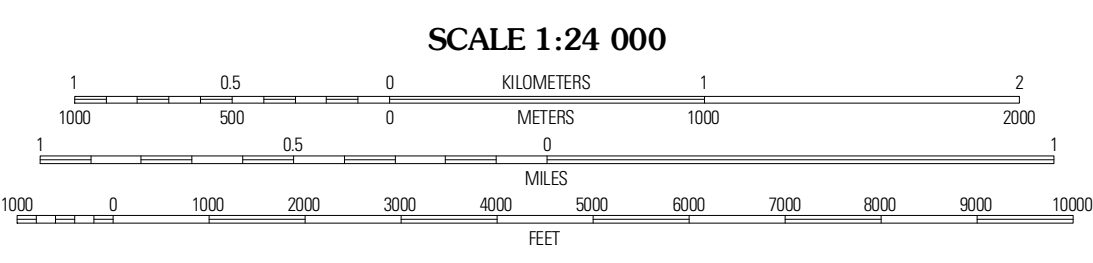 SCALE 1:24 000
1 0.5 0 KILOMETERS 1 2
1000 500 0 METERS 1000 2000
1 0.5 0 1
MILES
1000 0 1000 2000 3000 4000 5000 6000 7000 8000 9000 10000
FEET